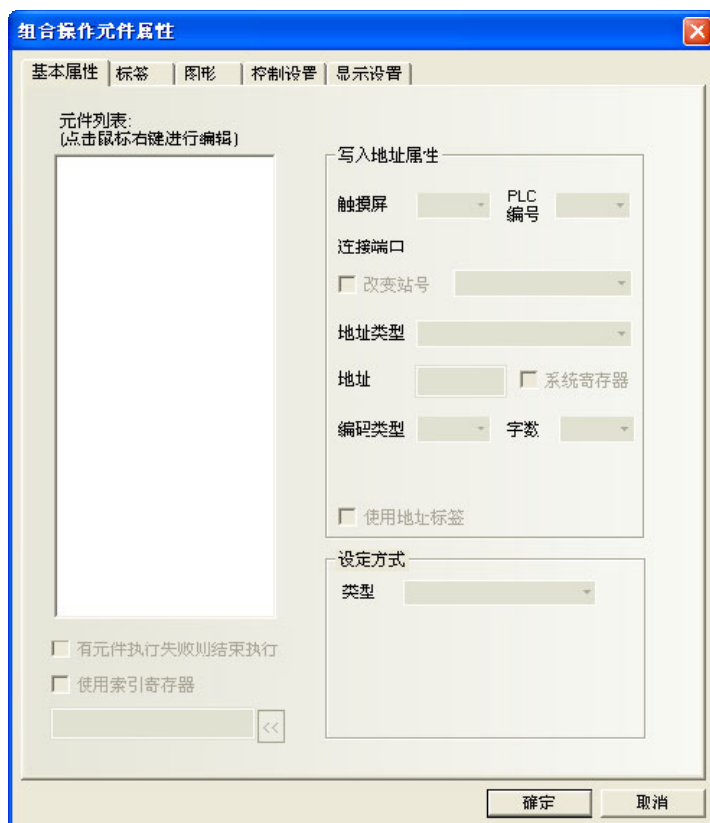 组合操作元件属性
基本属性 标签 图形 控制设置 显示设置
元件列表:
(点击鼠标右键进行编辑)
写入地址属性
触摸屏 PLC编号
连接端口
改变站号
地址类型
地址 系统寄存器
编码类型 字数
使用地址标签
设定方式
类型
有元件执行失败则结束执行
使用索引寄存器
<<
确定 取消